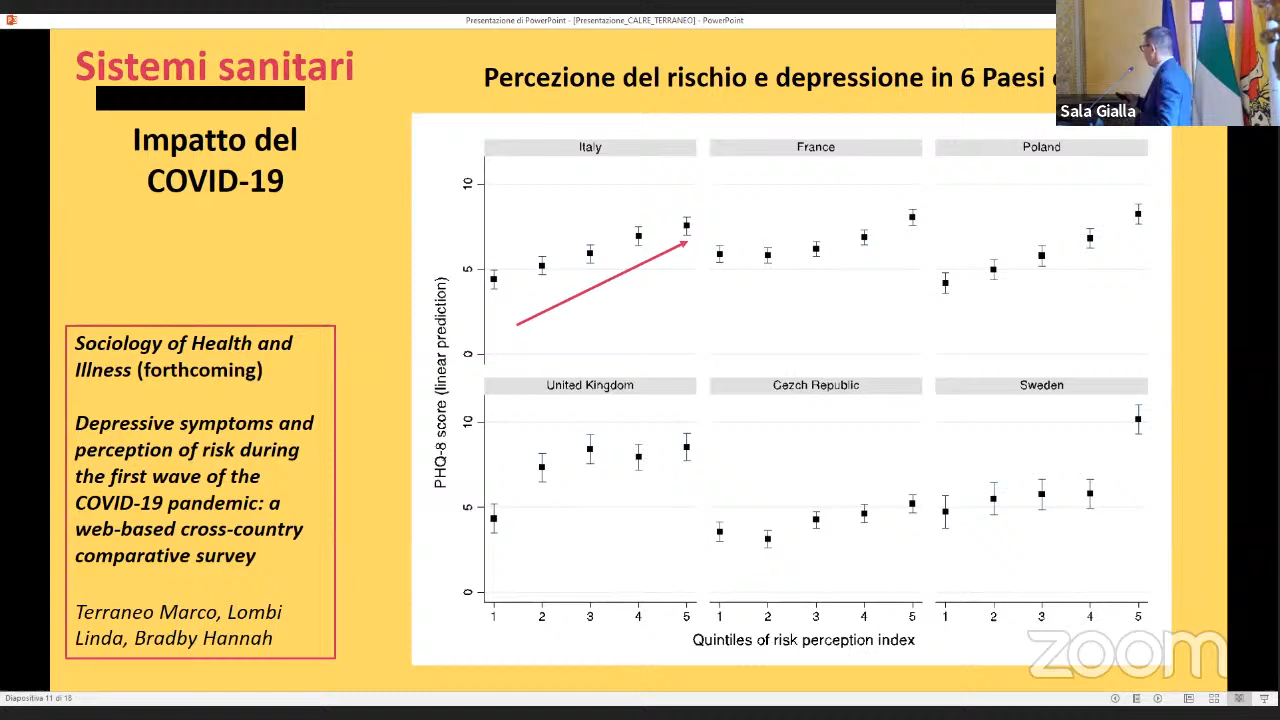 Presentazione di PowerPoint - [Presentazione_CALRE_TERRANEO] - PowerPoint
Sistemi sanitari
Impatto del
COVID-19
Percezione del rischio e depressione in 6 Paesi
Sala Gialla
Italy
France
Poland
10
5
0
United Kingdom
Cezch Republic
Sweden
10
5
0
PHQ-8 score (linear prediction)
1 2 3 4 5 1 2 3 4 5 1 2 3 4 5
Quintiles of risk perception index
Sociology of Health and
Illness (forthcoming)
Depressive symptoms and
perception of risk during
the first wave of the
COVID-19 pandemic: a
web-based cross-country
comparative survey
Terraneo Marco, Lombi
Linda, Bradby Hannah
zoom
Diapositiva 11 di 18